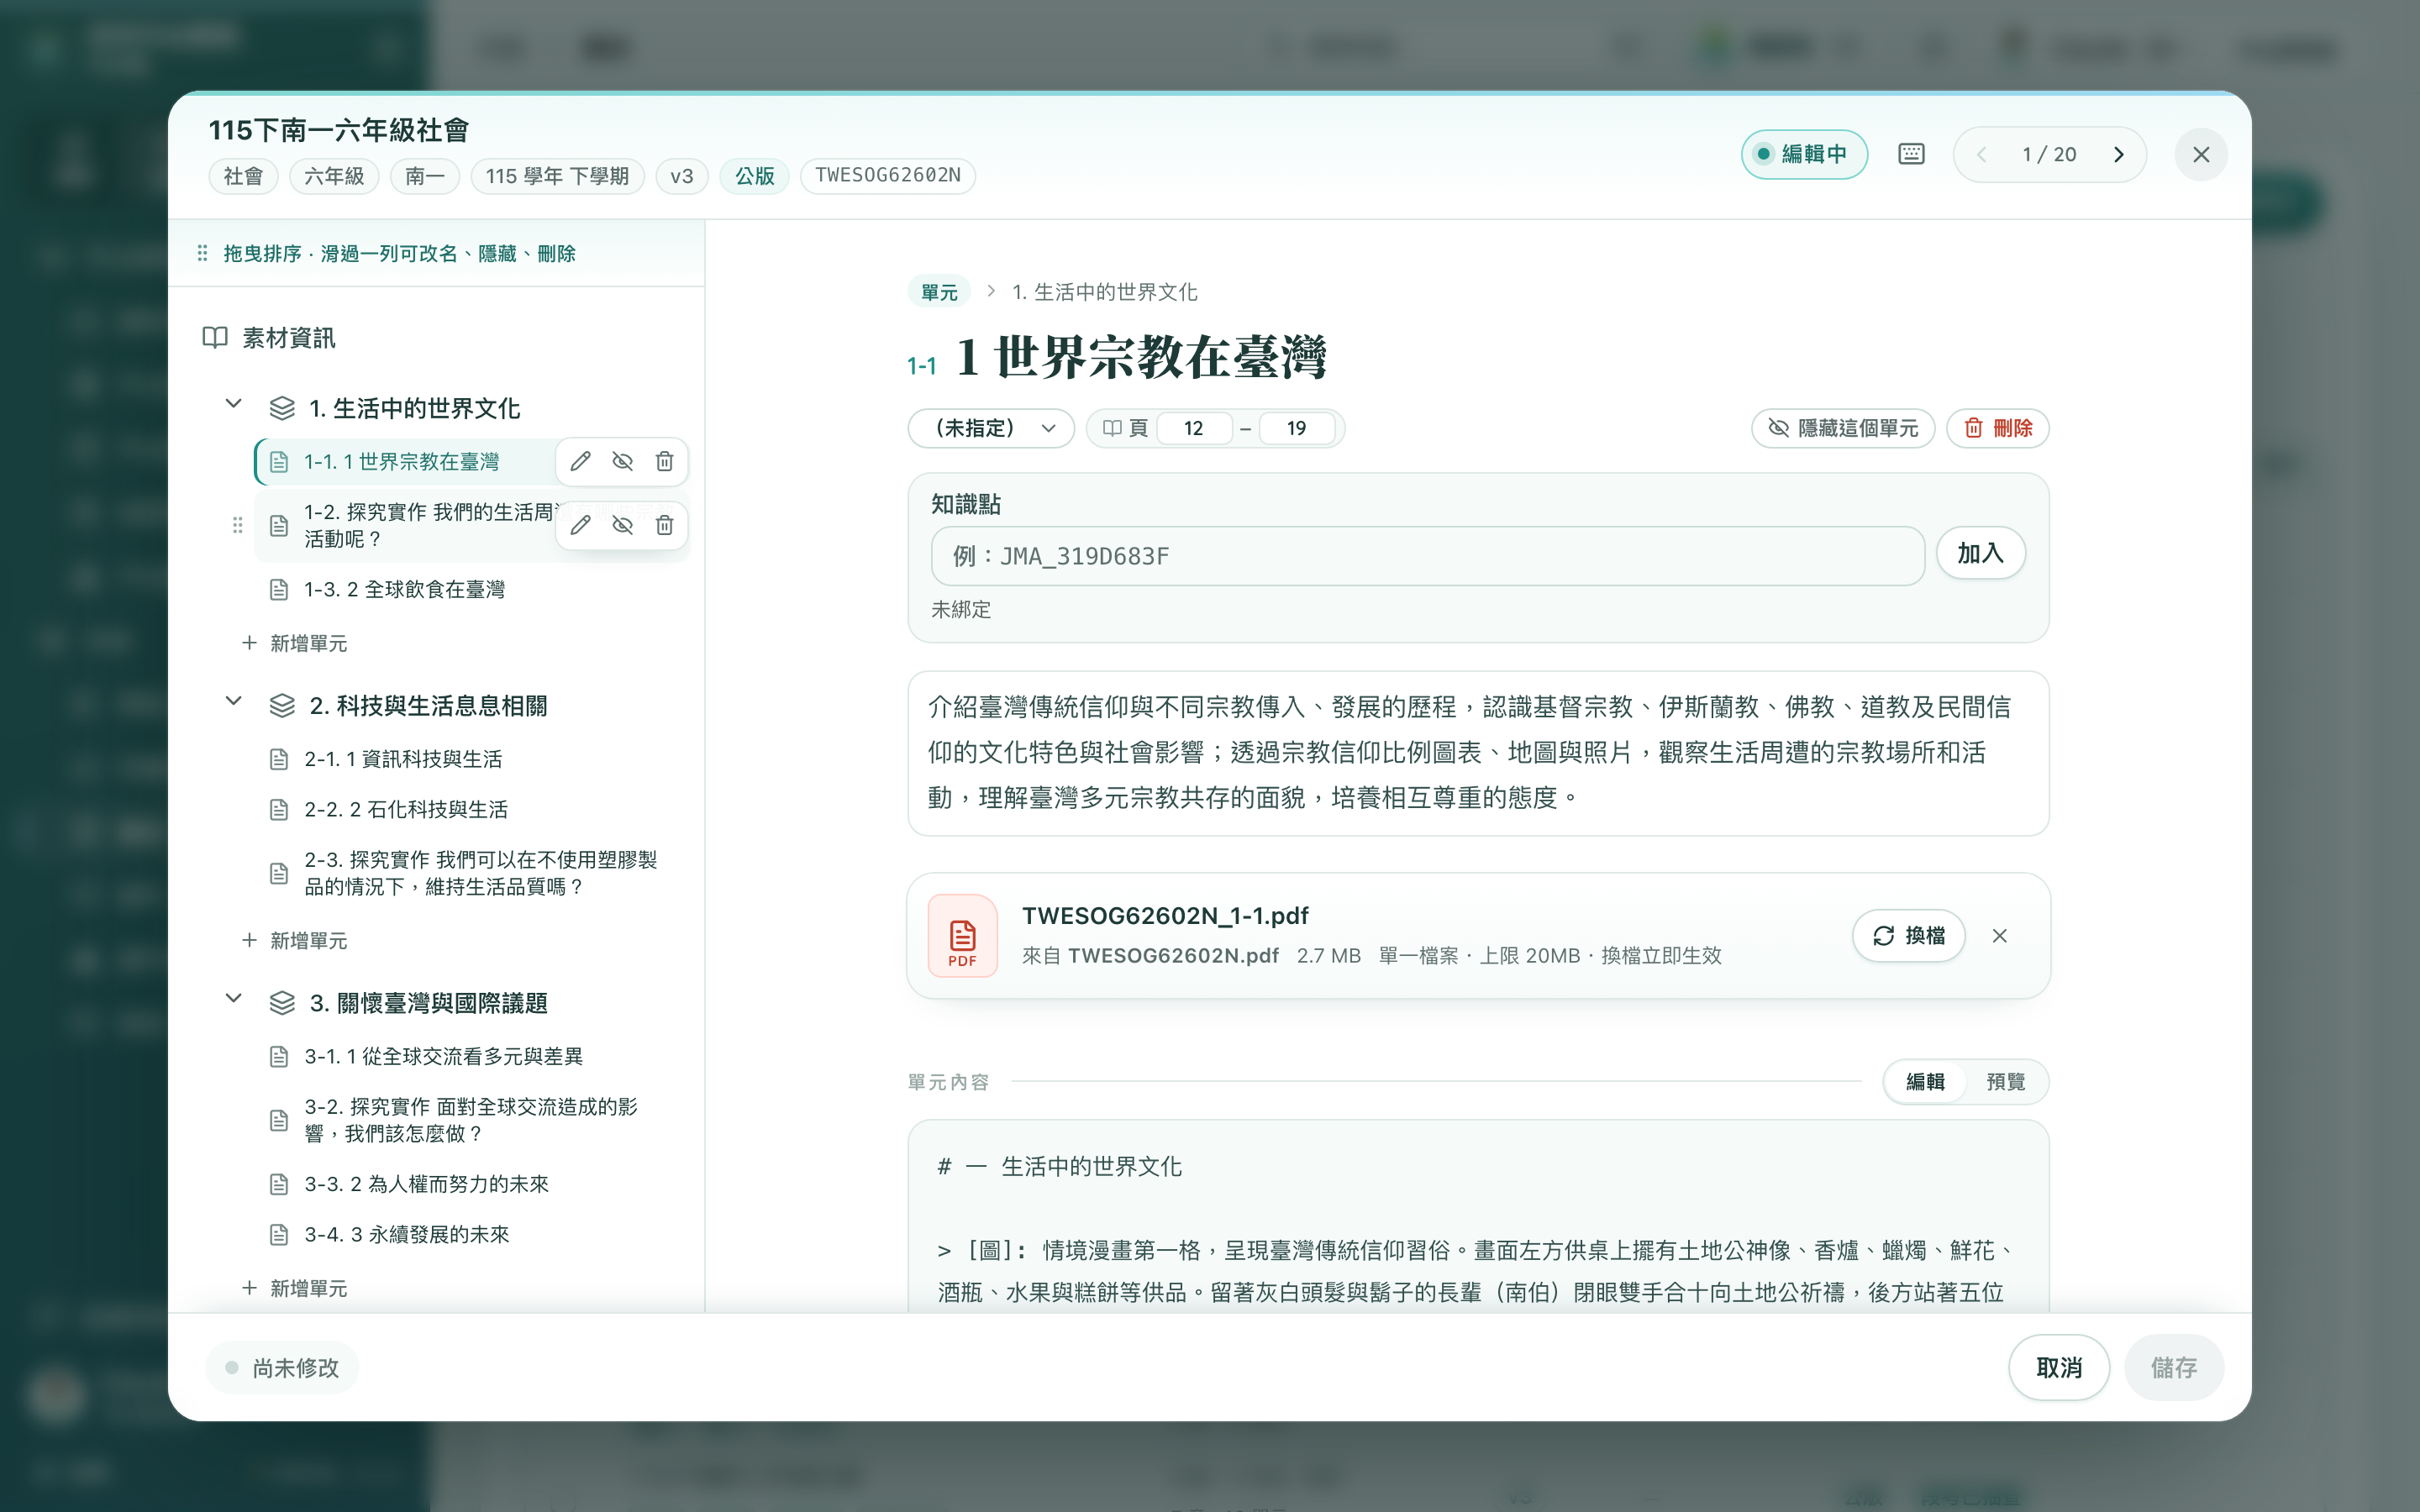 115下南一六年級社會
社會 六年級 南一 115 學年 下學期 v3 公版 TWESOG62602N
編輯中
1 / 20
拖曳排序 · 滑過一列可改名、隱藏、刪除
素材資訊
1. 生活中的世界文化
1-1. 1 世界宗教在臺灣
1-2. 探究實作 我們的生活周
活動呢？
1-3. 2 全球飲食在臺灣
新增單元
2. 科技與生活息息相關
2-1. 1 資訊科技與生活
2-2. 2 石化科技與生活
2-3. 探究實作 我們可以在不使用塑膠製
品的情況下，維持生活品質嗎？
新增單元
3. 關懷臺灣與國際議題
3-1. 1 從全球交流看多元與差異
3-2. 探究實作 面對全球交流造成的影
響，我們該怎麼做？
3-3. 2 為人權而努力的未來
3-4. 3 永續發展的未來
新增單元
單元 > 1. 生活中的世界文化
1-1 1 世界宗教在臺灣
（未指定） 頁 12 – 19
隱藏這個單元 刪除
知識點
例：JMA_319D683F
加入
未綁定
介紹臺灣傳統信仰與不同宗教傳入、發展的歷程，認識基督宗教、伊斯蘭教、佛教、道教及民間信
仰的文化特色與社會影響；透過宗教信仰比例圖表、地圖與照片，觀察生活周遭的宗教場所和活
動，理解臺灣多元宗教共存的面貌，培養相互尊重的態度。
PDF
TWESOG62602N_1-1.pdf
來自 TWESOG62602N.pdf 2.7 MB 單一檔案 · 上限 20MB · 換檔立即生效
換檔
單元內容
編輯 預覽
# 一 生活中的世界文化
> [圖]: 情境漫畫第一格，呈現臺灣傳統信仰習俗。畫面左方供桌上擺有土地公神像、香爐、蠟燭、鮮花、
酒瓶、水果與糕餅等供品。留著灰白頭髮與鬍子的長輩（南伯）閉眼雙手合十向土地公祈禱，後方站著五位
尚未修改
取消 儲存